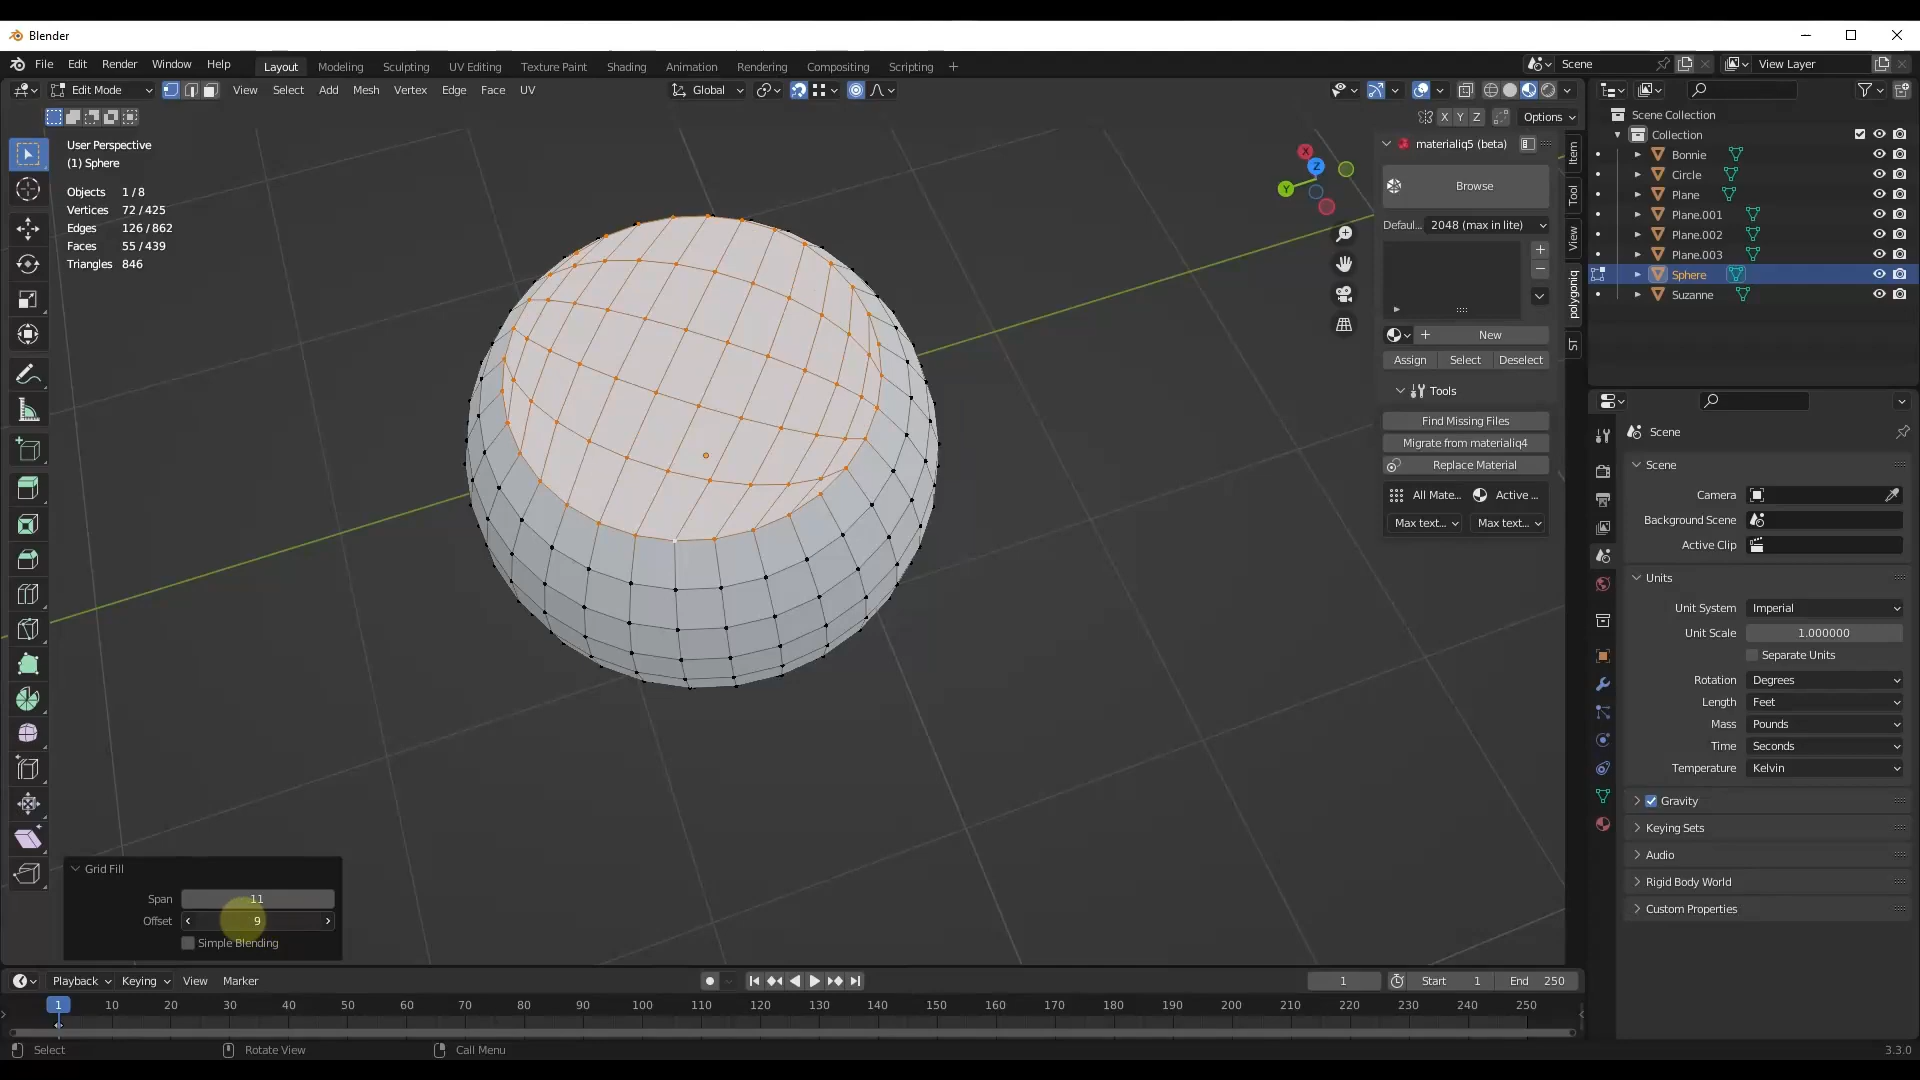 Blender
File Edit Render Window Help Layout Modeling Sculpting UV Editing Texture Paint Shading Animation Rendering Compositing Scripting + Scene View Layer
Edit Mode View Select Add Mesh Vertex Edge Face UV Global
X Y Z Options
User Perspective
(1) Sphere
Objects 1/8
Vertices 72/425
Edges 126/862
Faces 55/439
Triangles 846
X
Y
Z
materialiq5 (beta)
Browse
Defaul... 2048 (max in lite)
New
Assign Select Deselect
Tools
Find Missing Files
Migrate from materialiq4
Replace Material
All Mate... Active ...
Max text... Max text...
Item
Tool
View
polygoniq
ST
Scene Collection
Collection
Bonnie
Circle
Plane
Plane.001
Plane.002
Plane.003
Sphere
Suzanne
Scene
Scene
Camera
Background Scene
Active Clip
Units
Unit System Imperial
Unit Scale 1.000000
Separate Units
Rotation Degrees
Length Feet
Mass Pounds
Time Seconds
Temperature Kelvin
Gravity
Keying Sets
Audio
Rigid Body World
Custom Properties
Grid Fill
Span 11
Offset 9
Simple Blending
Playback Keying View Marker 1 Start 1 End 250
1 10 20 30 40 50 60 70 80 90 100 110 120 130 140 150 160 170 180 190 200 210 220 230 240 250
Select Rotate View Call Menu 3.3.0